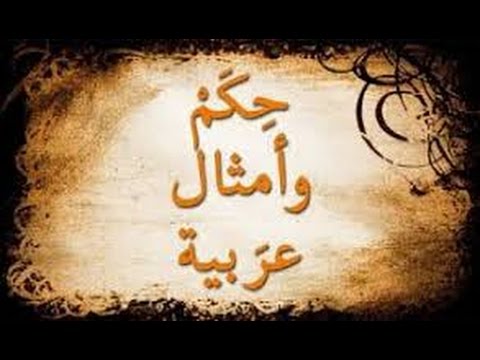 حِكَمْ
وأمثال
عرَبية